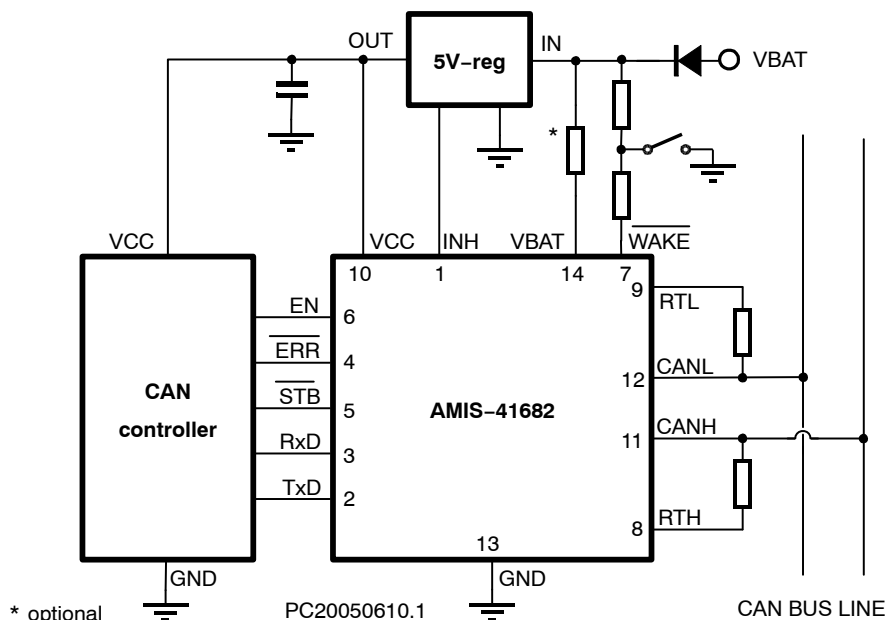 OUT
5V-reg
IN
VBAT
*
VCC
VCC
INH
VBAT
WAKE
10
1
14
7
9
RTL
EN
6
ERR
4
12
CANL
CAN
controller
STB
5
AMIS-41682
11
CANH
RxD
3
TxD
2
8
RTH
13
GND
GND
* optional
PC20050610.1
CAN BUS LINE